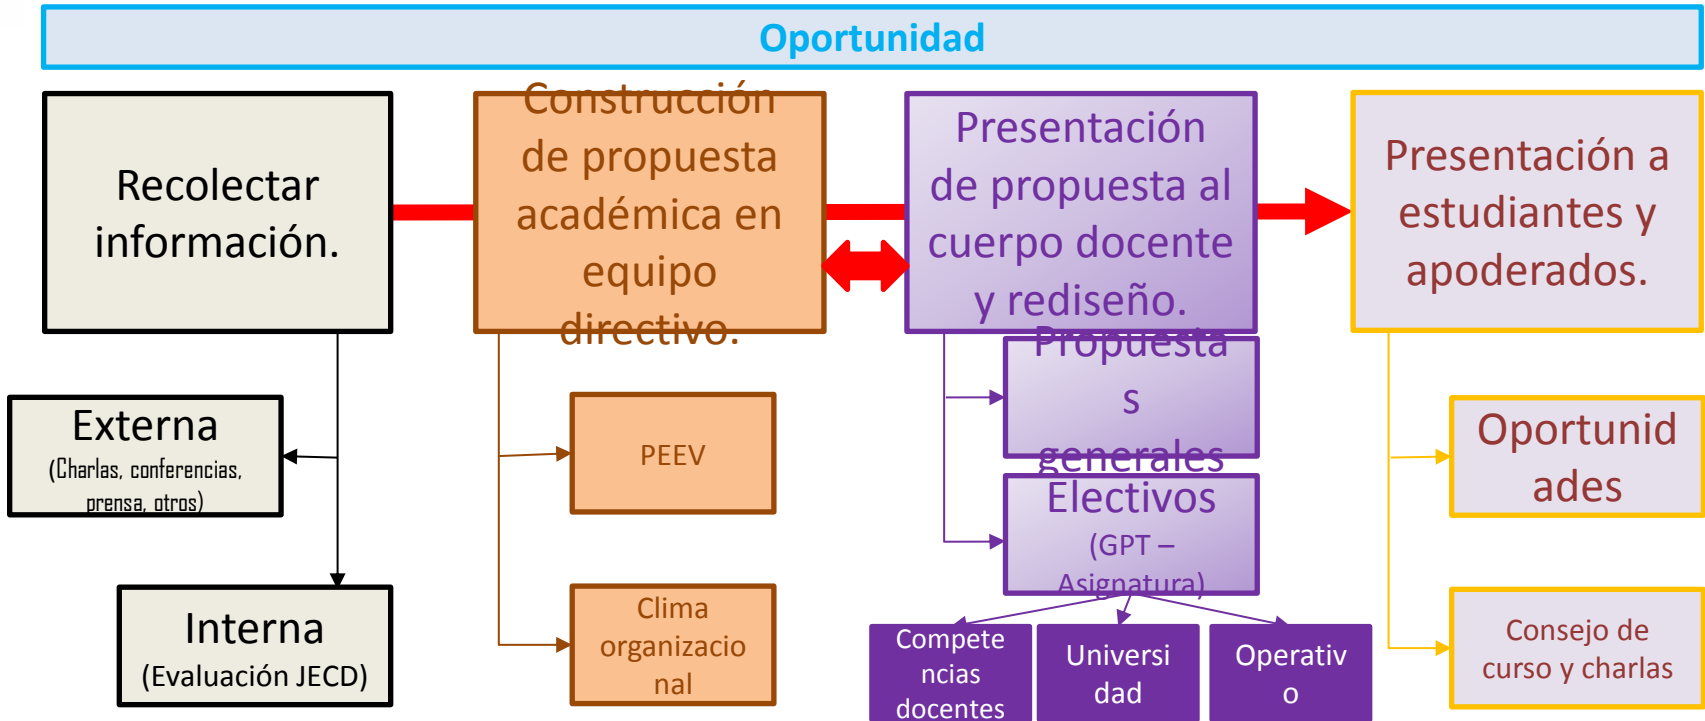 Oportunidad
Recolectar
información.
Construcción
de propuesta
académica en
equipo
directivo.
Presentación
de propuesta al
cuerpo docente
y rediseño.
Presentación a
estudiantes y
apoderados.
Externa
(Charlas, conferencias,
prensa, otros)
Interna
(Evaluación JECD)
PEEV
Clima
organizacio
nal
Propuesta
s
generales
Electivos
(GPT –
Asignatura)
Compete
ncias
docentes
Universi
dad
Operativ
o
Oportunid
ades
Consejo de
curso y charlas